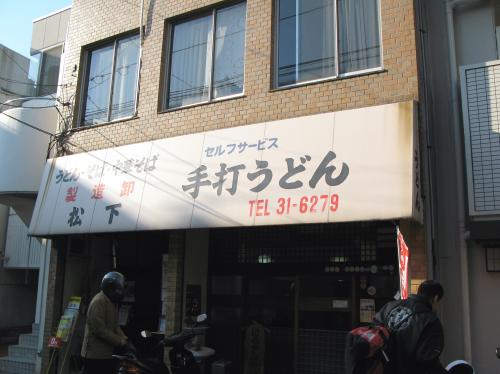 うどん・そば・中華そば
製造卸
松下
セルフサービス
手打うどん
TEL 31-6279